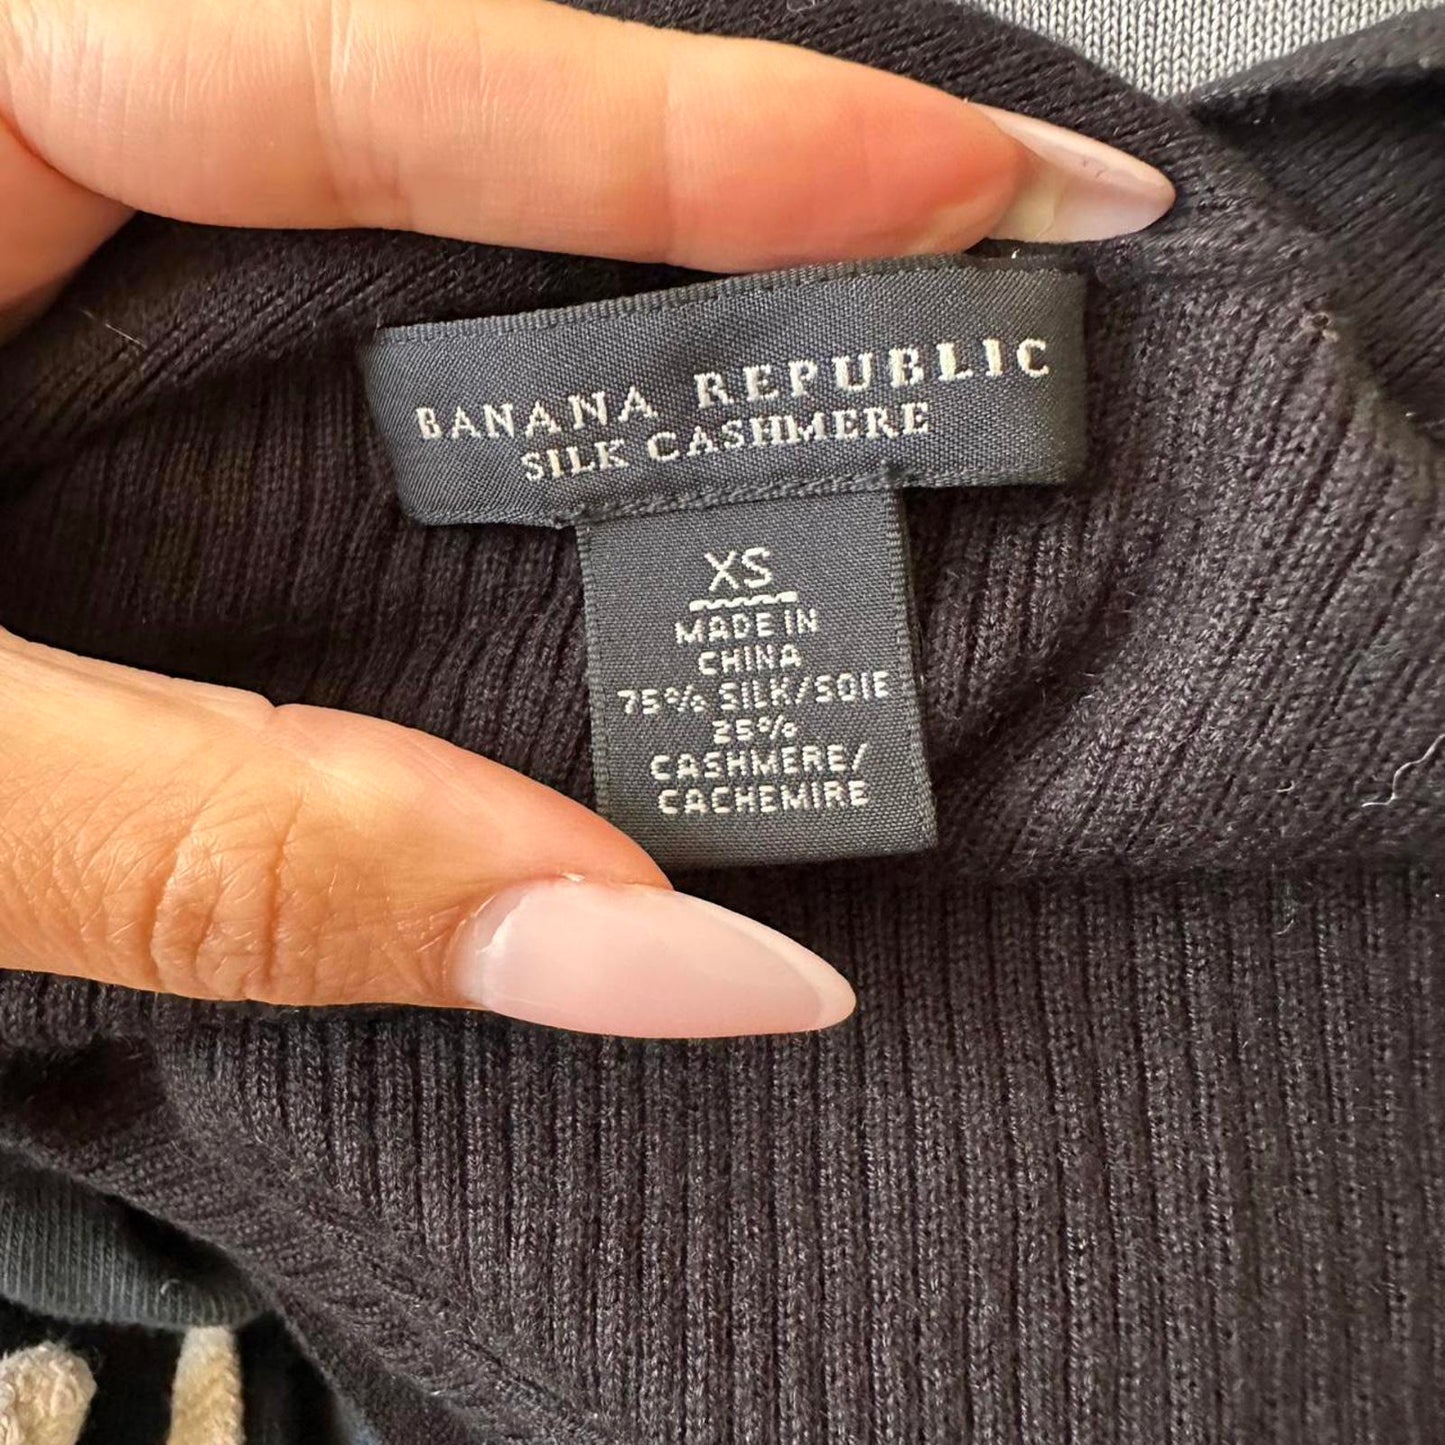 BANANA REPUBLIC
SILK CASHMERE
XS
MADE IN
CHINA
75% SILK/SOIE
25%
CASHMERE/
CACHEMIRE